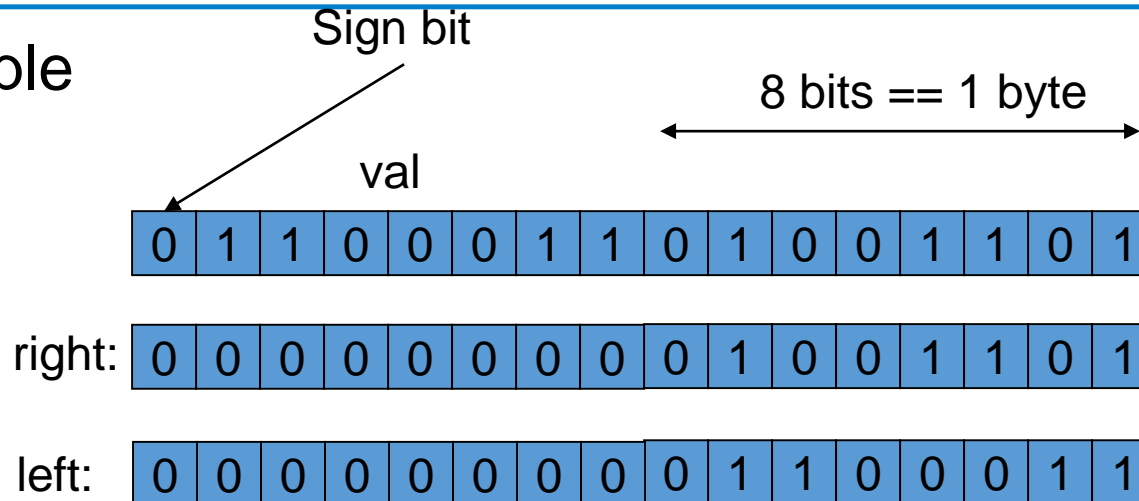 Sign bit
ple
8 bits == 1 byte
val
0 1 1 0 0 0 1 1 0 1 0 0 1 1 0 1
right: 0 0 0 0 0 0 0 0 0 1 0 0 1 1 0 1
left: 0 0 0 0 0 0 0 0 0 1 1 0 0 0 1 1